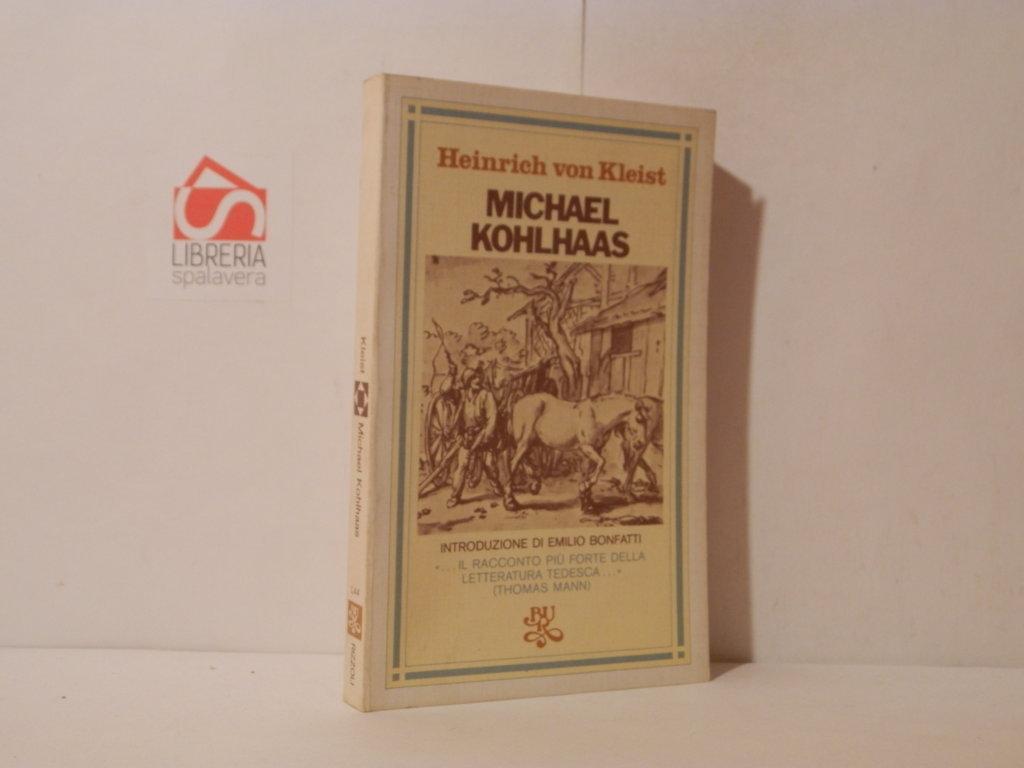 LIBRERIA
spalavera
Heinrich von Kleist
MICHAEL
KOHLHAAS
INTRODUZIONE DI EMILIO BONFATTI
«...IL RACCONTO PIÙ FORTE DELLA
LETTERATURA TEDESCA...»
(THOMAS MANN)
BUR
Kleist Michael Kohlhaas
RIZZOLI